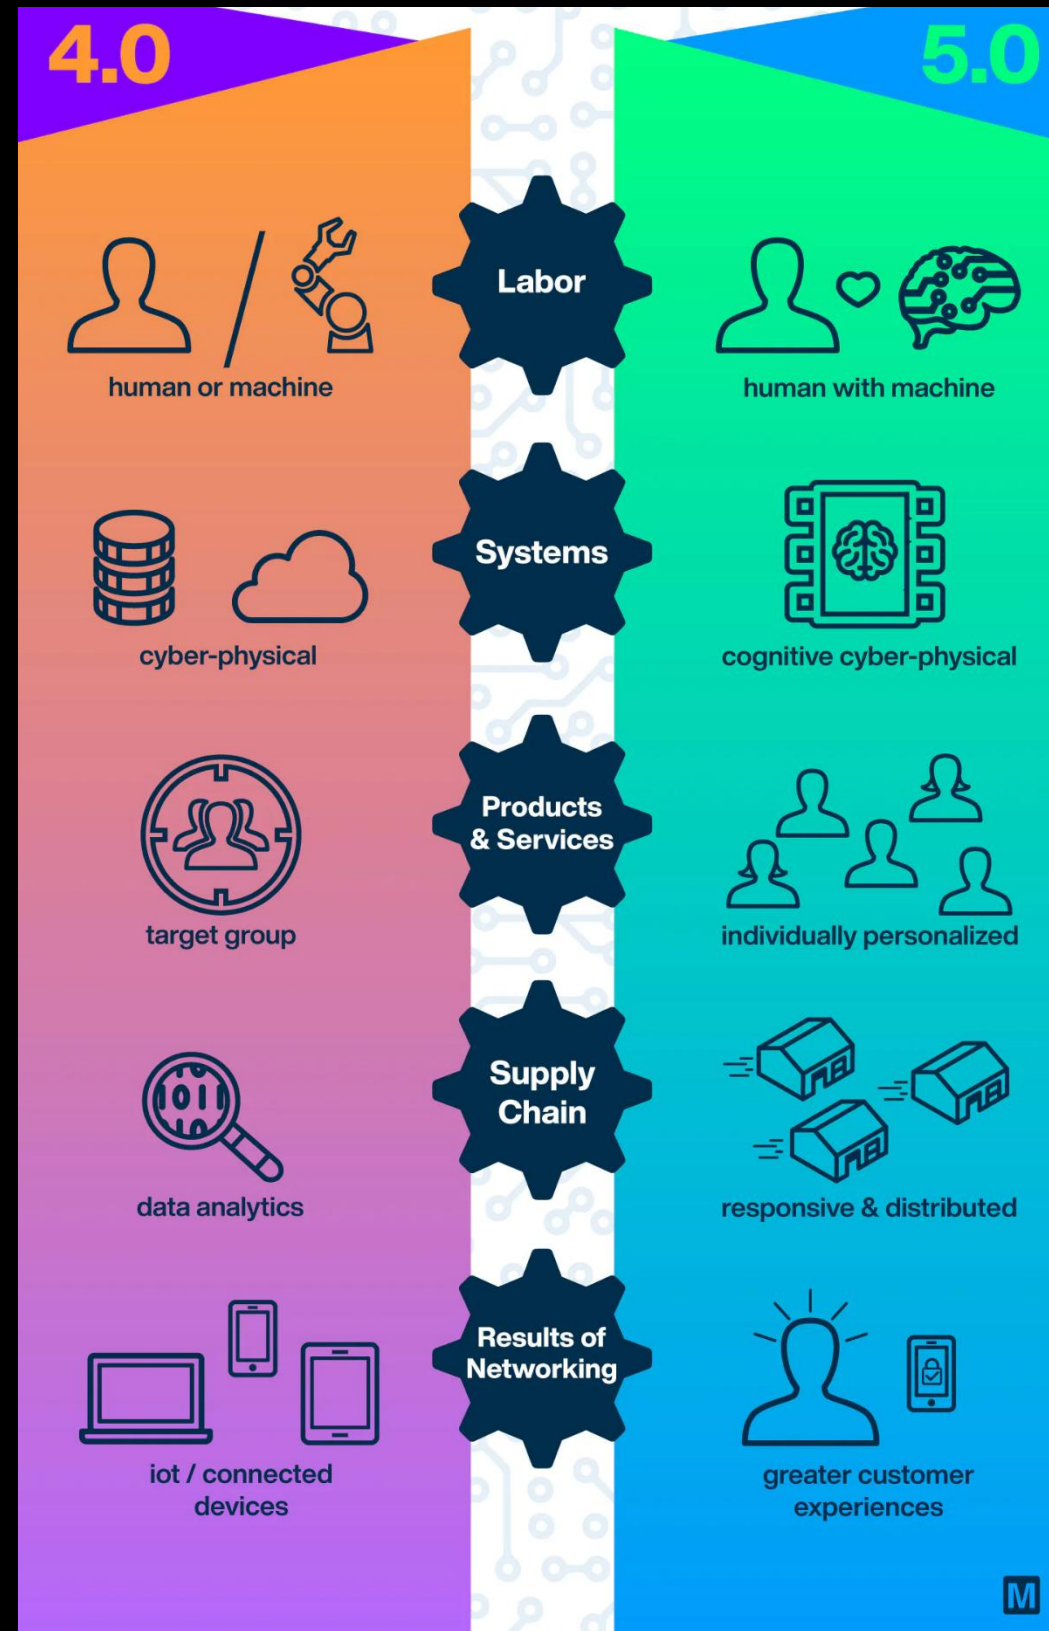 4.0
5.0
Labor
human or machine
human with machine
Systems
cyber-physical
cognitive cyber-physical
Products
& Services
target group
individually personalized
1011
10
Supply
Chain
data analytics
responsive & distributed
Results of
Networking
iot / connected
devices
greater customer
experiences
M